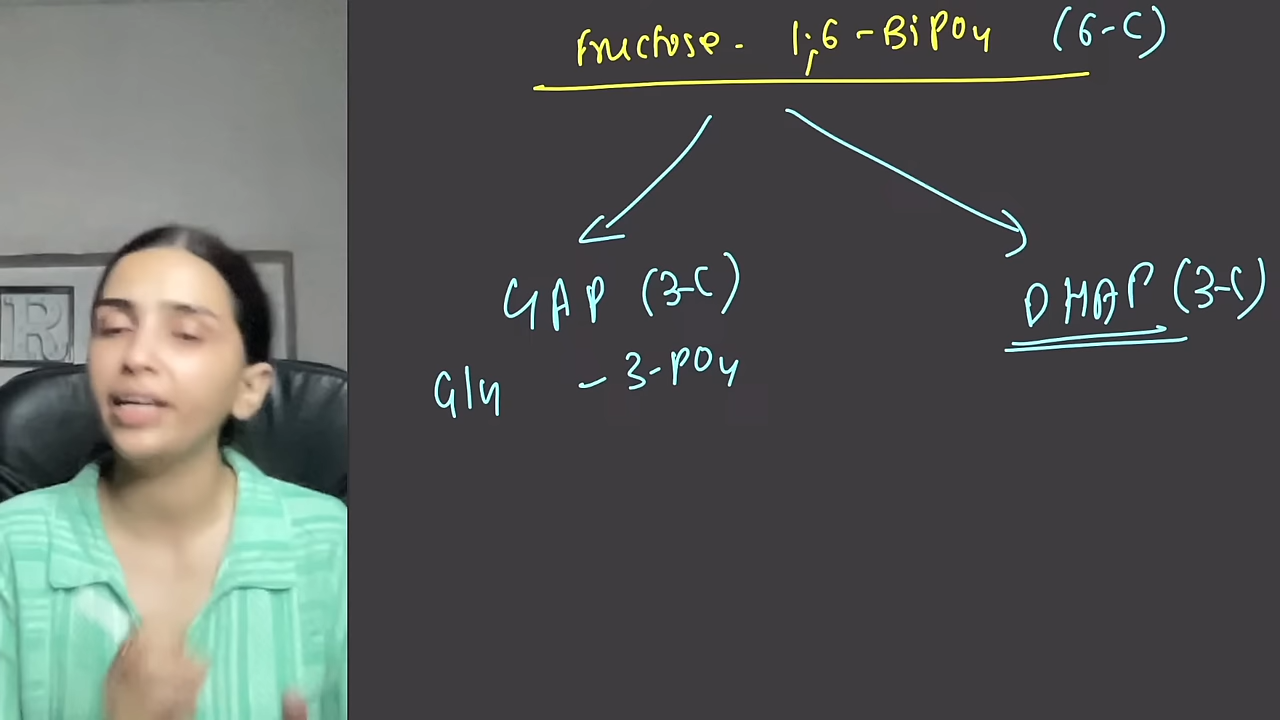 Fructose - 1,6-BiPO4 (6-C)
GAP (3-C)
DHAP (3-C)
Gly - 3-PO4
R